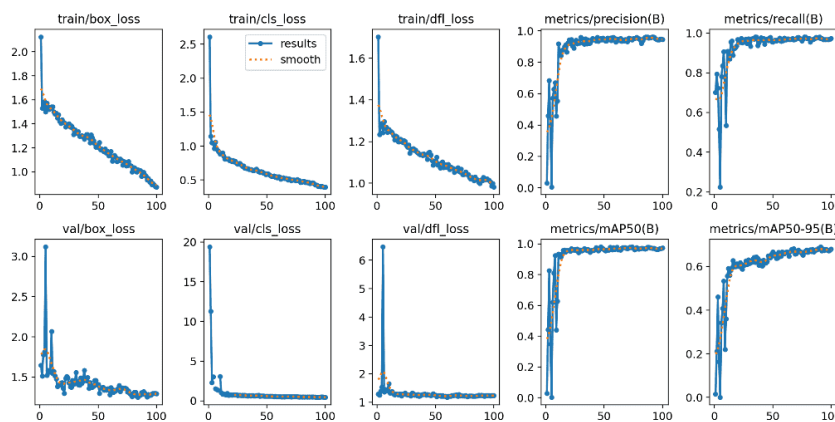 train/box_loss
train/cls_loss
train/dfl_loss
metrics/precision(B)
metrics/recall(B)
2.0
1.8
1.6
1.4
1.2
1.0
0 50 100
2.5
2.0
1.5
1.0
0.5
results
smooth
0 50 100
1.6
1.4
1.2
1.0
0 50 100
1.0
0.8
0.6
0.4
0.2
0.0
0 50 100
1.0
0.8
0.6
0.4
0.2
0 50 100
val/box_loss
val/cls_loss
val/dfl_loss
metrics/mAP50(B)
metrics/mAP50-95(B)
3.0
2.5
2.0
1.5
0 50 100
20
15
10
5
0
0 50 100
6
5
4
3
2
1
0 50 100
1.0
0.8
0.6
0.4
0.2
0.0
0 50 100
0.6
0.4
0.2
0.0
0 50 100